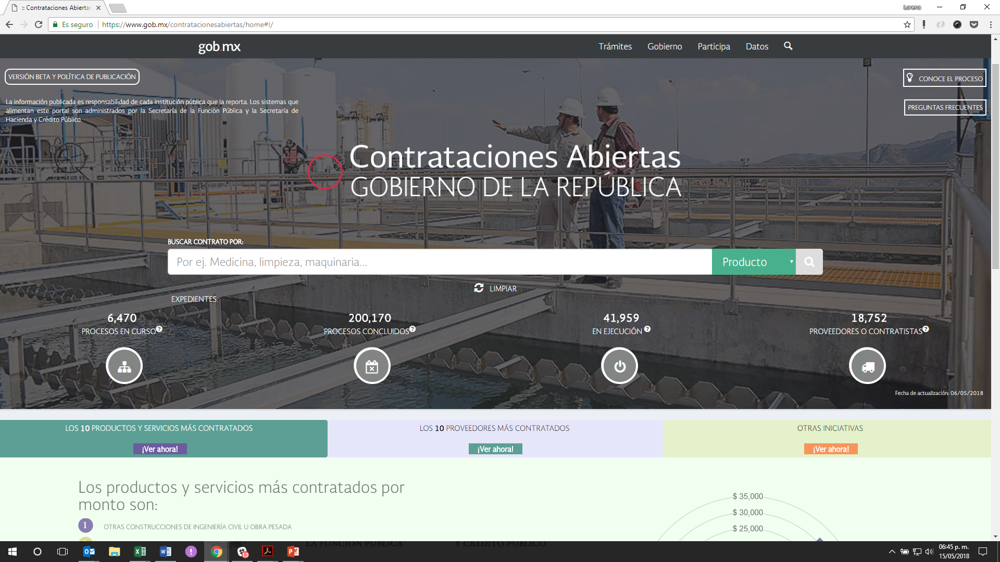 :: Contrataciones Abiertas
Lorena
Es seguro
https://www.gob.mx/contratacionesabiertas/home#!/
gob.mx
Trámites
Gobierno
Participa
Datos
VERSIÓN BETA Y POLÍTICA DE PUBLICACIÓN
CONOCE EL PROCESO
La información publicada es responsabilidad de cada institución pública que la reporta. Los sistemas que
alimentan este portal son administrados por la Secretaría de la Función Pública y la Secretaría de
Hacienda y Crédito Público.
PREGUNTAS FRECUENTES
Contrataciones Abiertas
GOBIERNO DE LA REPÚBLICA
BUSCAR CONTRATO POR:
Por ej. Medicina, limpieza, maquinaria...
Producto
LIMPIAR
EXPEDIENTES:
6,470
PROCESOS EN CURSO
200,170
PROCESOS CONCLUIDOS
41,959
EN EJECUCIÓN
18,752
PROVEEDORES O CONTRATISTAS
Fecha de actualización: 06/05/2018
LOS 10 PRODUCTOS Y SERVICIOS MÁS CONTRATADOS
¡Ver ahora!
LOS 10 PROVEEDORES MÁS CONTRATADOS
¡Ver ahora!
OTRAS INICIATIVAS
¡Ver ahora!
Los productos y servicios más contratados por
monto son:
1
OTRAS CONSTRUCCIONES DE INGENIERÍA CIVIL U OBRA PESADA
$ 35,000
$ 30,000
$ 25,000
LA FUNCIÓN PÚBLICA
Y CRÉDITO PÚBLICO
13
06:45 p. m.
15/05/2018